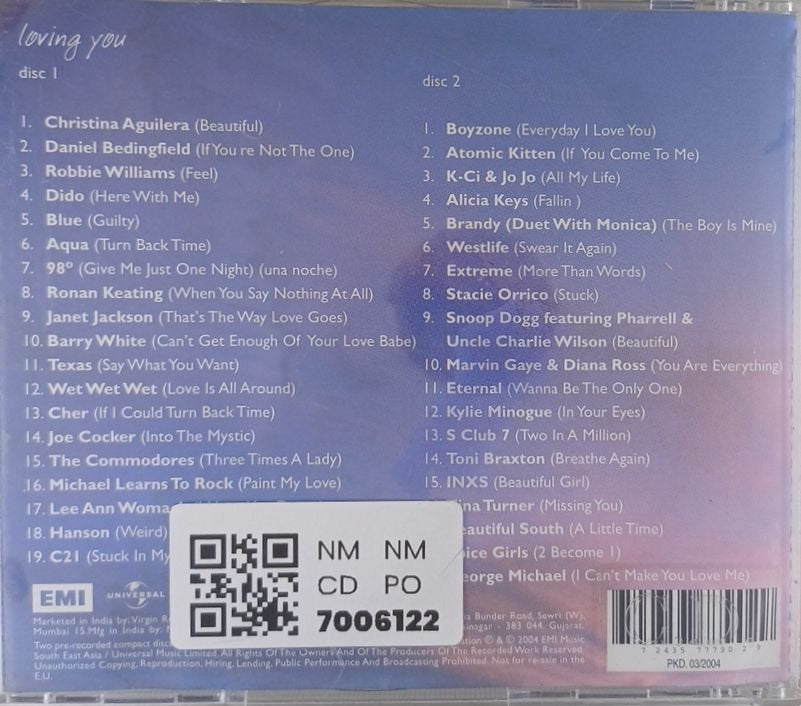 loving you
disc 1
1. Christina Aguilera (Beautiful)
2. Daniel Bedingfield (If You re Not The One)
3. Robbie Williams (Feel)
4. Dido (Here With Me)
5. Blue (Guilty)
6. Aqua (Turn Back Time)
7. 98º (Give Me Just One Night) (una noche)
8. Ronan Keating (When You Say Nothing At All)
9. Janet Jackson (That's The Way Love Goes)
10. Barry White (Can't Get Enough Of Your Love Babe)
11. Texas (Say What You Want)
12. Wet Wet Wet (Love Is All Around)
13. Cher (If I Could Turn Back Time)
14. Joe Cocker (Into The Mystic)
15. The Commodores (Three Times A Lady)
16. Michael Learns To Rock (Paint My Love)
17. Lee Ann
18. Hanson (Weird)
19. C21 (Stuck In My
disc 2
1. Boyzone (Everyday I Love You)
2. Atomic Kitten (If You Come To Me)
3. K-Ci & Jo Jo (All My Life)
4. Alicia Keys (Fallin )
5. Brandy (Duet With Monica) (The Boy Is Mine)
6. Westlife (Swear It Again)
7. Extreme (More Than Words)
8. Stacie Orrico (Stuck)
9. Snoop Dogg featuring Pharrell &
Uncle Charlie Wilson (Beautiful)
10. Marvin Gaye & Diana Ross (You Are Everything)
11. Eternal (Wanna Be The Only One)
12. Kylie Minogue (In Your Eyes)
13. S Club 7 (Two In A Million)
14. Toni Braxton (Breathe Again)
15. INXS (Beautiful Girl)
Turner (Missing You)
South (A Little Time)
Girls (2 Become 1)
George Michael (I Can't Make You Love Me)
NM NM
CD PO
7006122
EMI
UNIVERSAL
Marketed in India by: Virgin Bunder Road, Sewri (W),
Mumbai 15. Mfg in India by: - 383 044, Gujarat.
Two pre-recorded compact ℗ & © 2004 EMI Music
South East Asia / Universal Music Limited. All Rights Of The Owners And Of The Producers Of The Recorded Work Reserved.
Unauthorized Copying, Reproduction, Hiring, Lending, Public Performance And Broadcasting Prohibited. Not for re-sale in the
E.U.
7 24357 77902 9
PKD. 03/2004